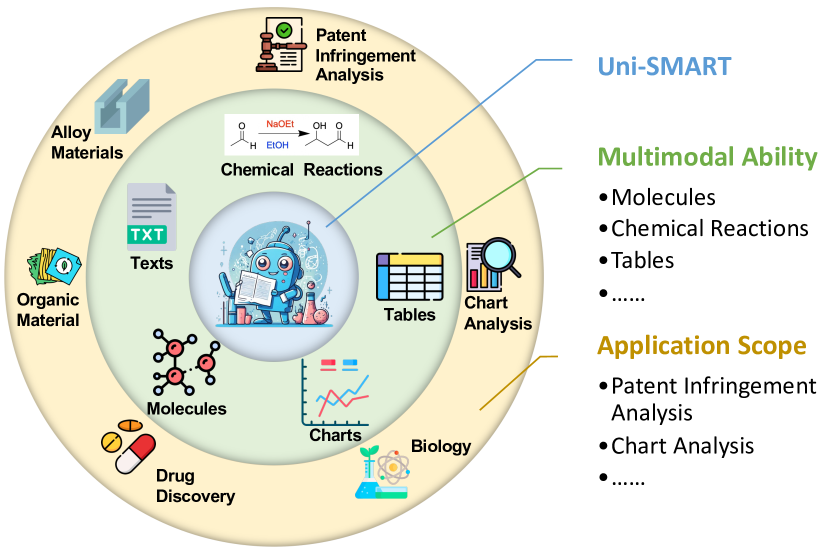 Patent
Infringement
Analysis
Uni-SMART
Alloy
Materials
O
H
NaOEt
EtOH
OH
O
H
Chemical Reactions
Multimodal Ability
•Molecules
•Chemical Reactions
•Tables
•......
TXT
Texts
Organic
Material
Tables
Chart
Analysis
Application Scope
•Patent Infringement
Analysis
•Chart Analysis
•......
Molecules
Charts
Biology
Drug
Discovery